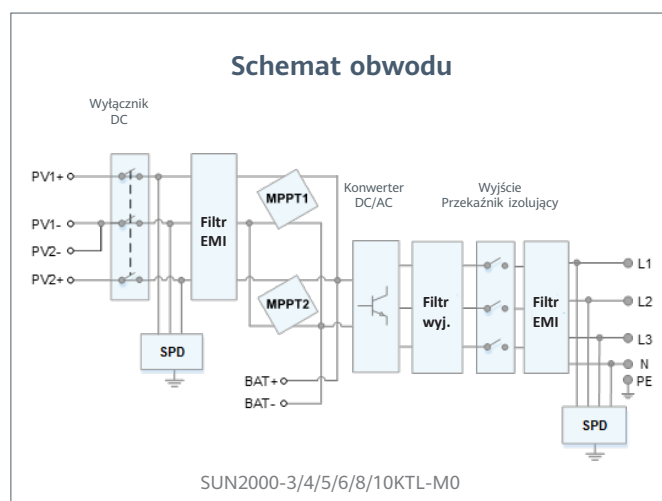 Schemat obwodu
Wyłącznik
DC
PV1+
PV1-
PV2-
PV2+
Filtr
EMI
MPPT1
MPPT2
SPD
BAT+
BAT-
Konwerter
DC/AC
Filtr
wyj.
Wyjście
Przekaźnik izolujący
Filtr
EMI
L1
L2
L3
N
PE
SPD
SUN2000-3/4/5/6/8/10KTL-M0